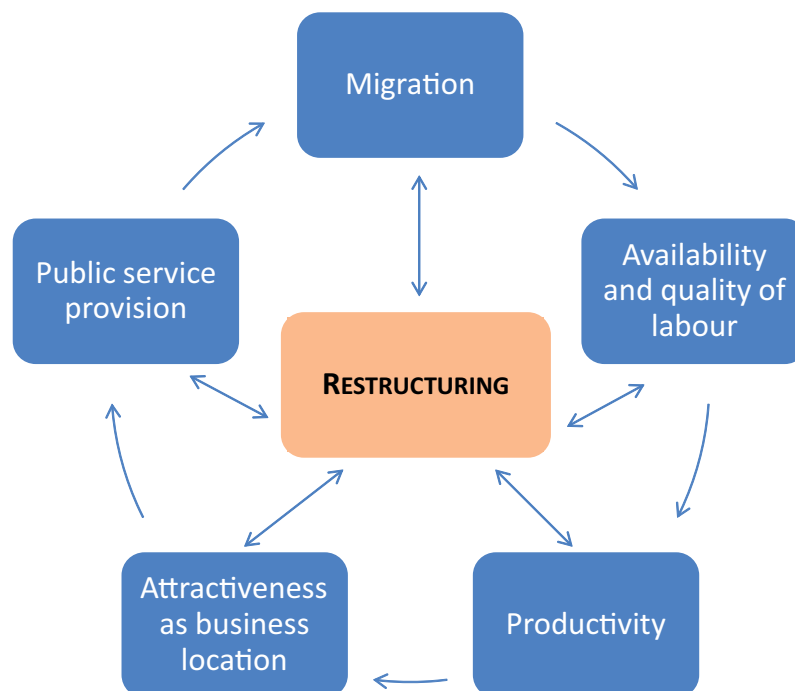 Migration
Public service
provision
Availability
and quality of
labour
RESTRUCTURING
Attractiveness
as business
location
Productivity